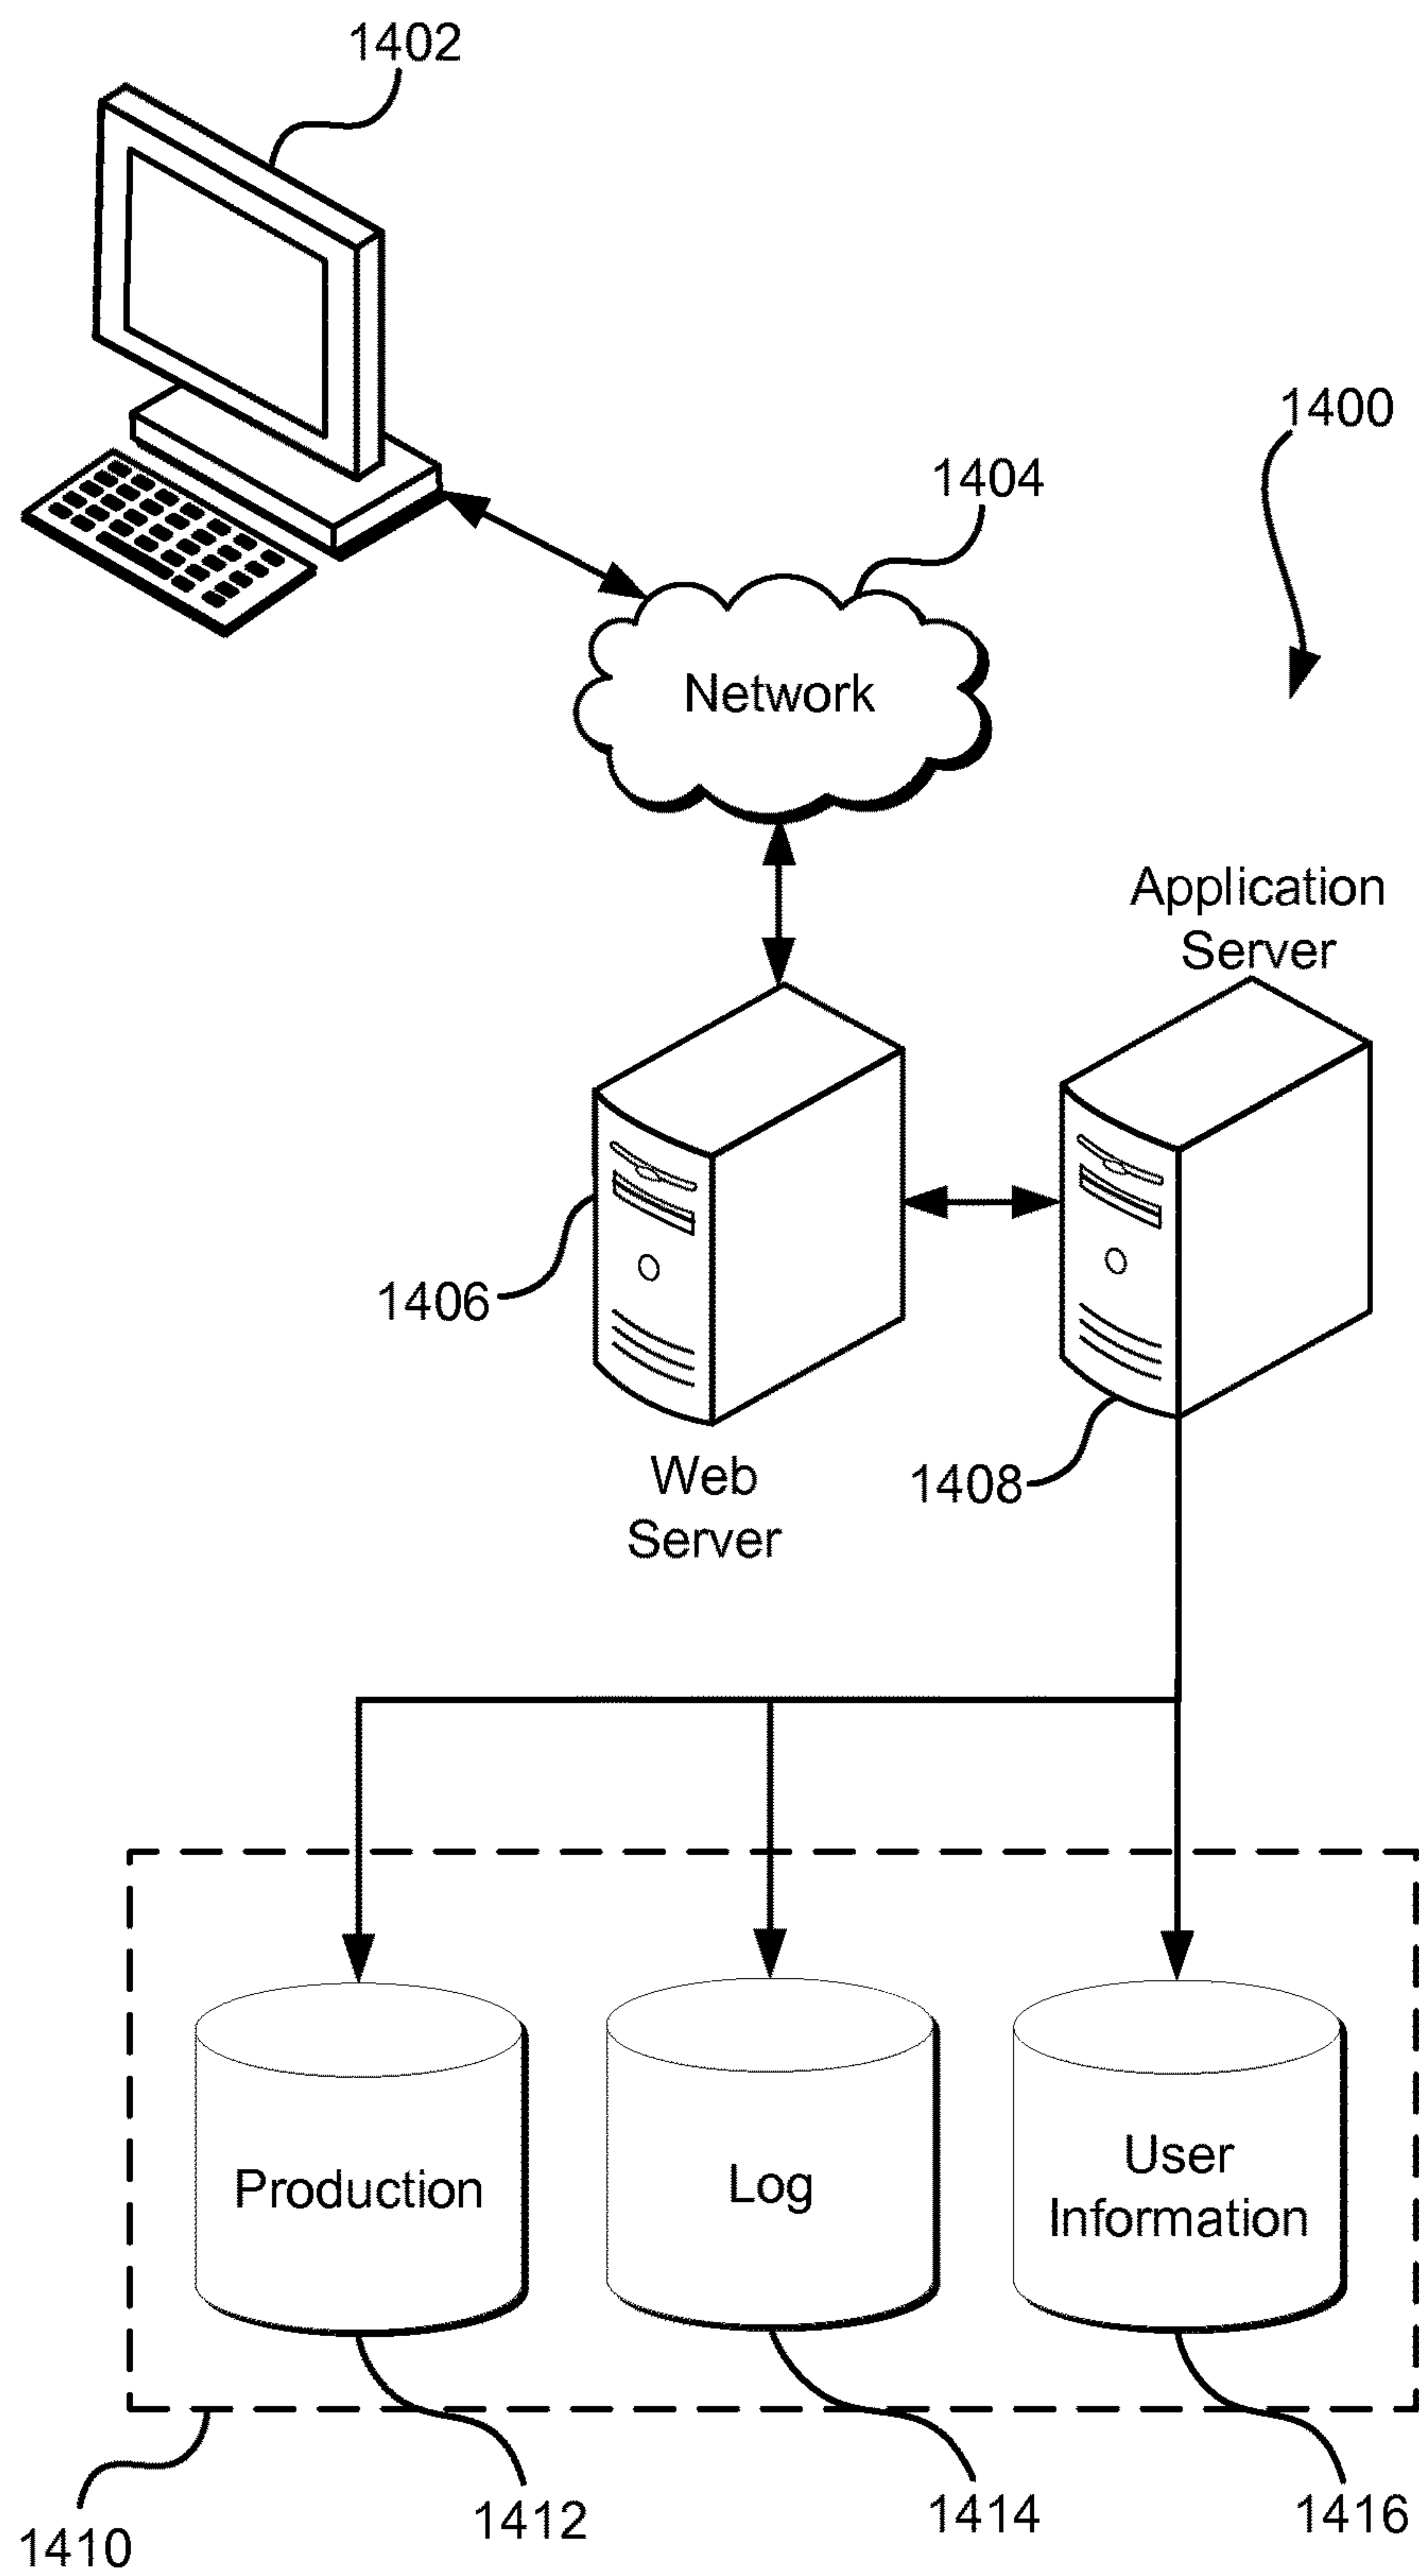 1402
1400
1404
Network
Application
Server
1406
1408
Web
Server
Production
Log
User
Information
1410
1412
1414
1416